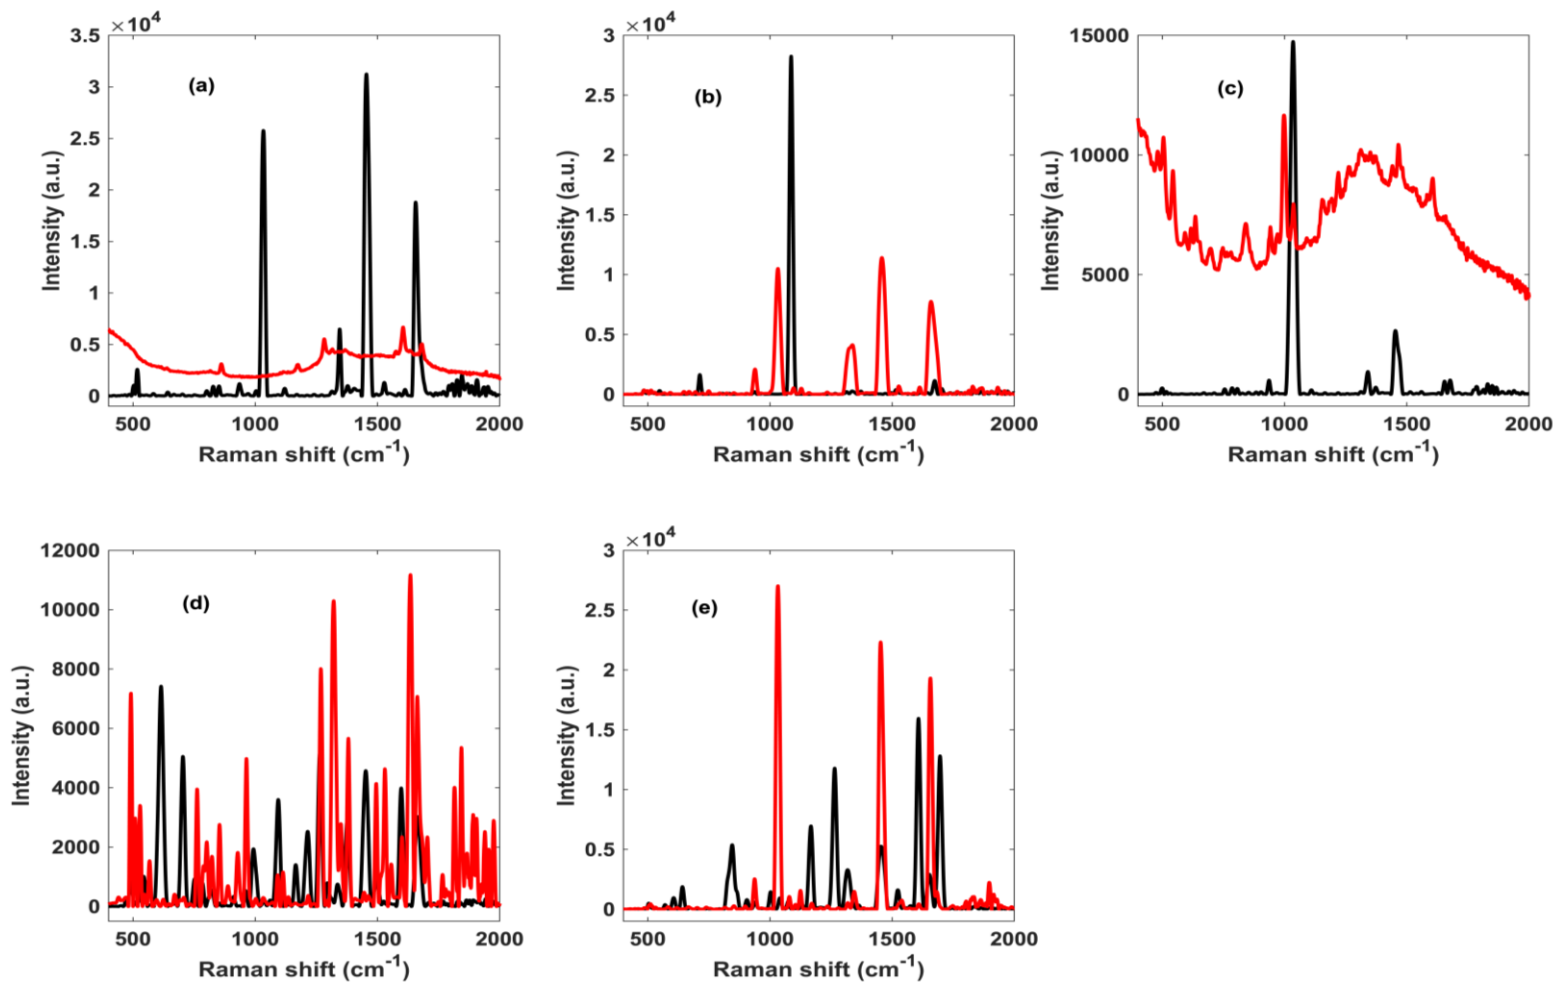 ×10⁴
3.5
3
2.5
2
1.5
1
0.5
0
Intensity (a.u.)
(a)
500 1000 1500 2000
Raman shift (cm⁻¹)
×10⁴
3
2.5
2
1.5
1
0.5
0
Intensity (a.u.)
(b)
500 1000 1500 2000
Raman shift (cm⁻¹)
15000
10000
5000
0
Intensity (a.u.)
(c)
500 1000 1500 2000
Raman shift (cm⁻¹)
12000
10000
8000
6000
4000
2000
0
Intensity (a.u.)
(d)
500 1000 1500 2000
Raman shift (cm⁻¹)
×10⁴
3
2.5
2
1.5
1
0.5
0
Intensity (a.u.)
(e)
500 1000 1500 2000
Raman shift (cm⁻¹)